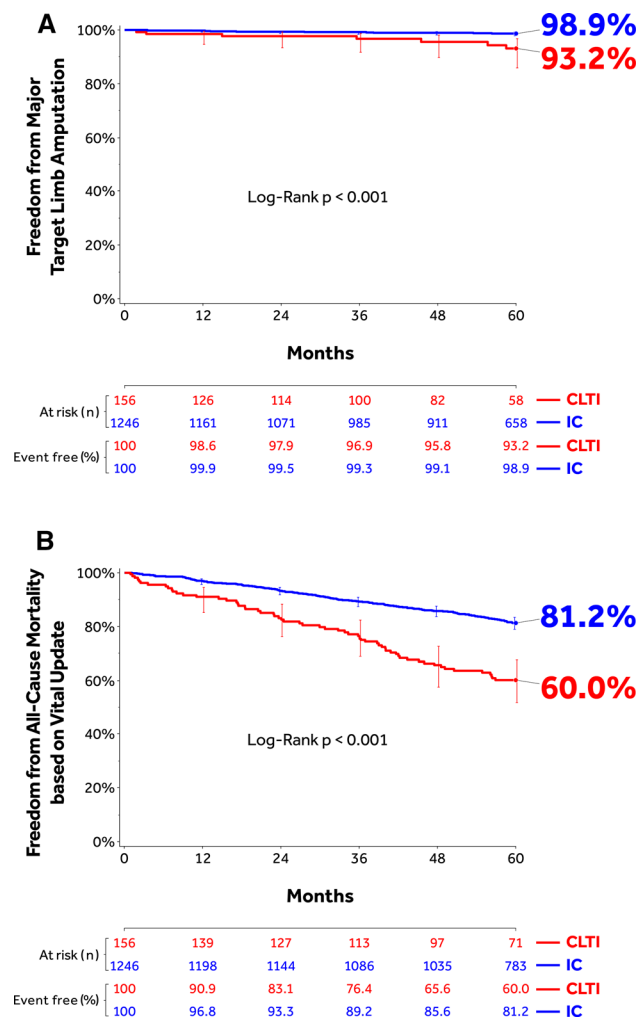 A
100%
80%
60%
40%
20%
0%
Freedom from Major
Target Limb Amputation
98.9%
93.2%
Log-Rank p < 0.001
0 12 24 36 48 60
Months
At risk (n)
156 126 114 100 82 58 CLTI
1246 1161 1071 985 911 658 IC
Event free (%)
100 98.6 97.9 96.9 95.8 93.2 CLTI
100 99.9 99.5 99.3 99.1 98.9 IC
B
100%
80%
60%
40%
20%
0%
Freedom from All-Cause Mortality
based on Vital Update
81.2%
60.0%
Log-Rank p < 0.001
0 12 24 36 48 60
Months
At risk (n)
156 139 127 113 97 71 CLTI
1246 1198 1144 1086 1035 783 IC
Event free (%)
100 90.9 83.1 76.4 65.6 60.0 CLTI
100 96.8 93.3 89.2 85.6 81.2 IC